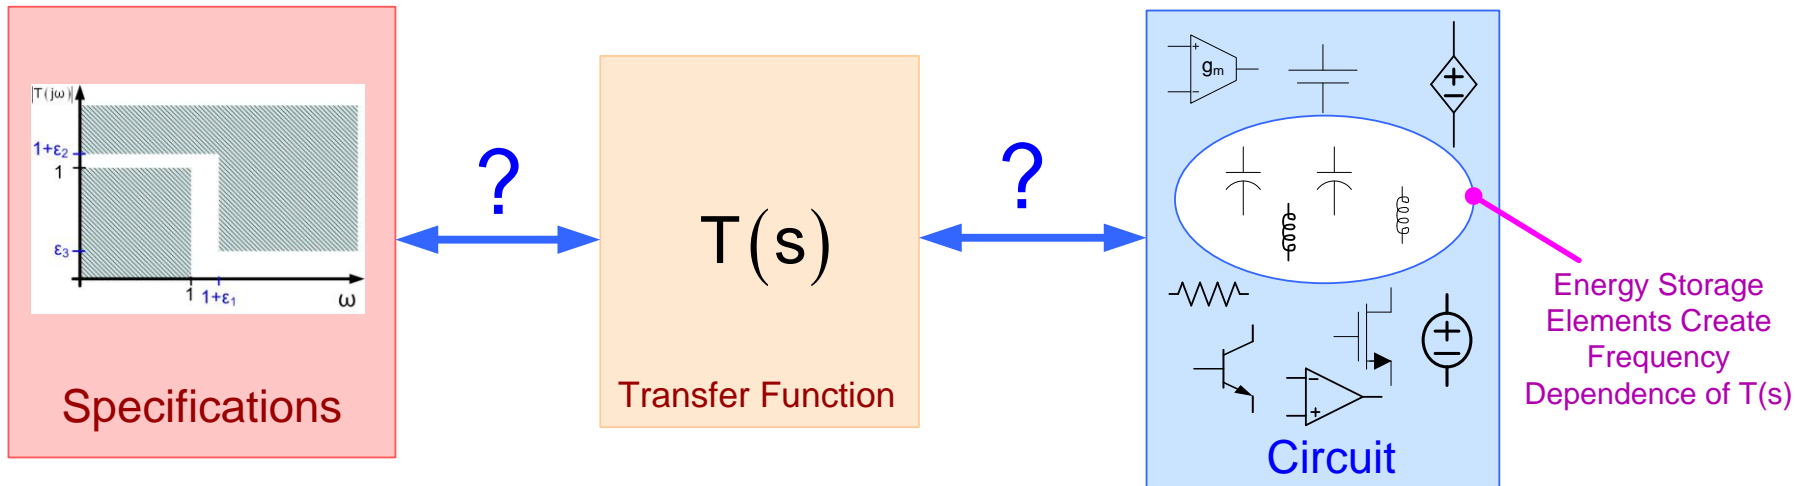 |T(jω)|
1+ε₂
1
ε₃
1 1+ε₁
ω
Specifications
?
T(s)
Transfer Function
?
gₘ
+
−
+
−
+
−
−
+
Circuit
Energy Storage
Elements Create
Frequency
Dependence of T(s)